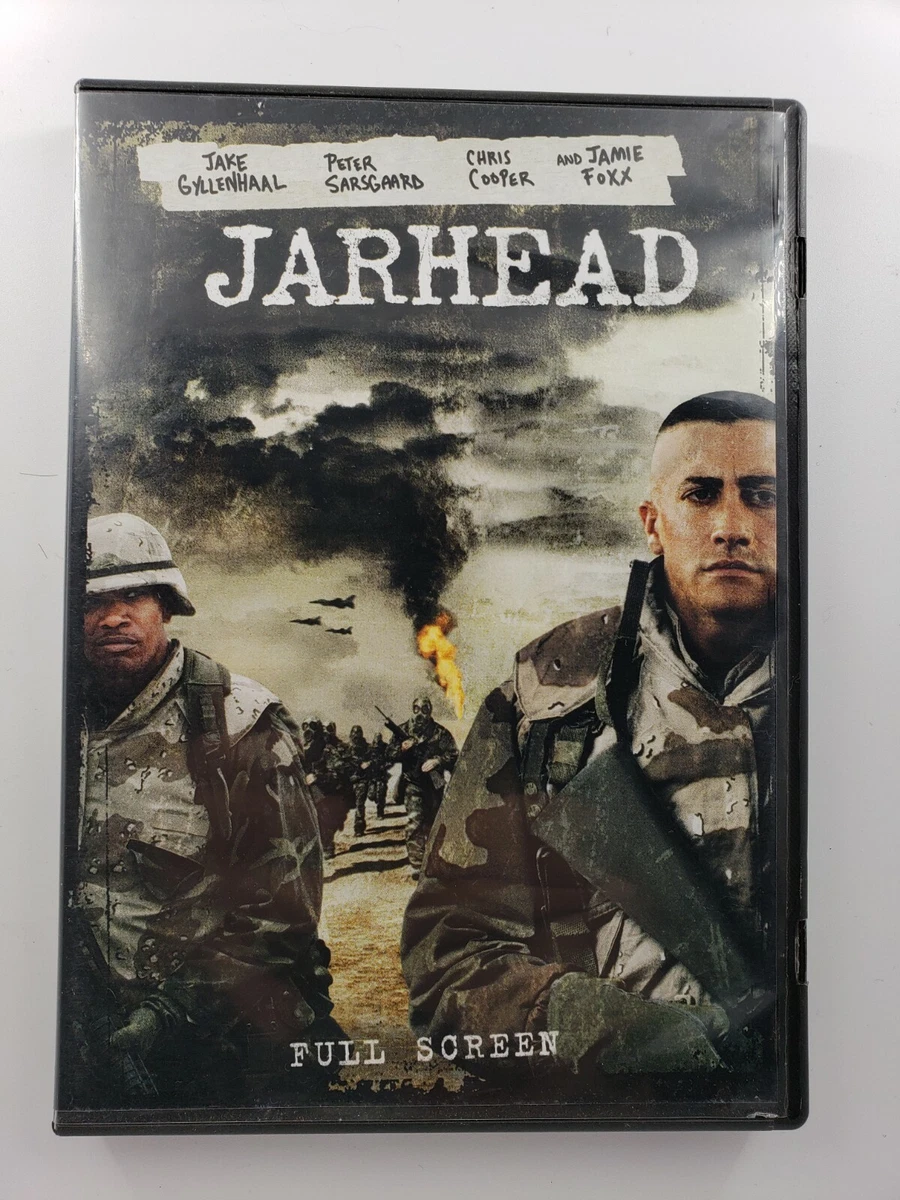 JAKE PETER CHRIS AND JAMIE
GYLLENHAAL SARSGAARD COOPER FOXX
JARHEAD
FULL SCREEN